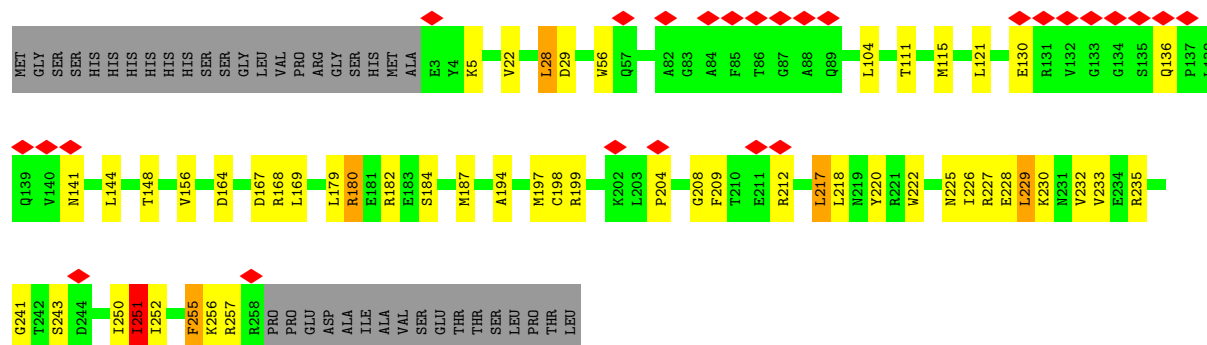 MET GLY SER SER HIS HIS HIS HIS HIS HIS SER SER GLY LEU VAL PRO ARG GLY SER HIS MET ALA E3 Y4 K5 V22 L28 D29 W56 Q57 A82 G83 A84 F85 T86 G87 A88 Q89 L104 T111 M115 L121 E130 R131 V132 G133 G134 S135 Q136 P137
Q139 V140 N141 L144 T148 V156 D164 D167 R168 L169 L179 R180 E181 R182 E183 S184 M187 A194 M197 C198 R199 K202 L203 P204 G208 F209 T210 E211 R212 L217 L218 N219 Y220 R221 W222 N225 I226 R227 E228 L229 K230 N231 V232 V233 E234 R235
G241 T242 S243 D244 I250 I251 I252 F255 K256 R257 R258 PRO PRO GLU ASP ALA ILE ALA VAL SER GLU THR THR SER LEU PRO THR LEU